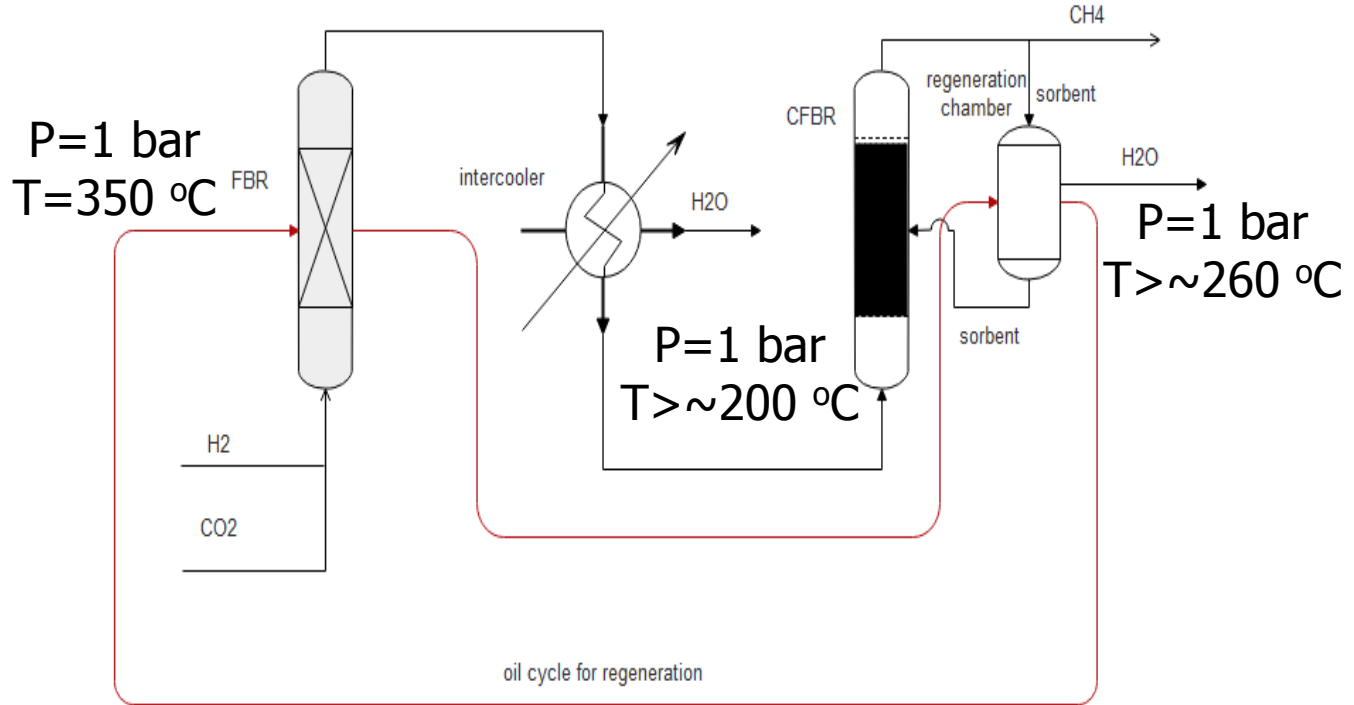 CH4
regeneration
chamber
sorbent
CFBR
P=1 bar
T=350 ºC
FBR
intercooler
H2O
H2O
P=1 bar
T>~260 ºC
P=1 bar
T>~200 ºC
sorbent
H2
CO2
oil cycle for regeneration